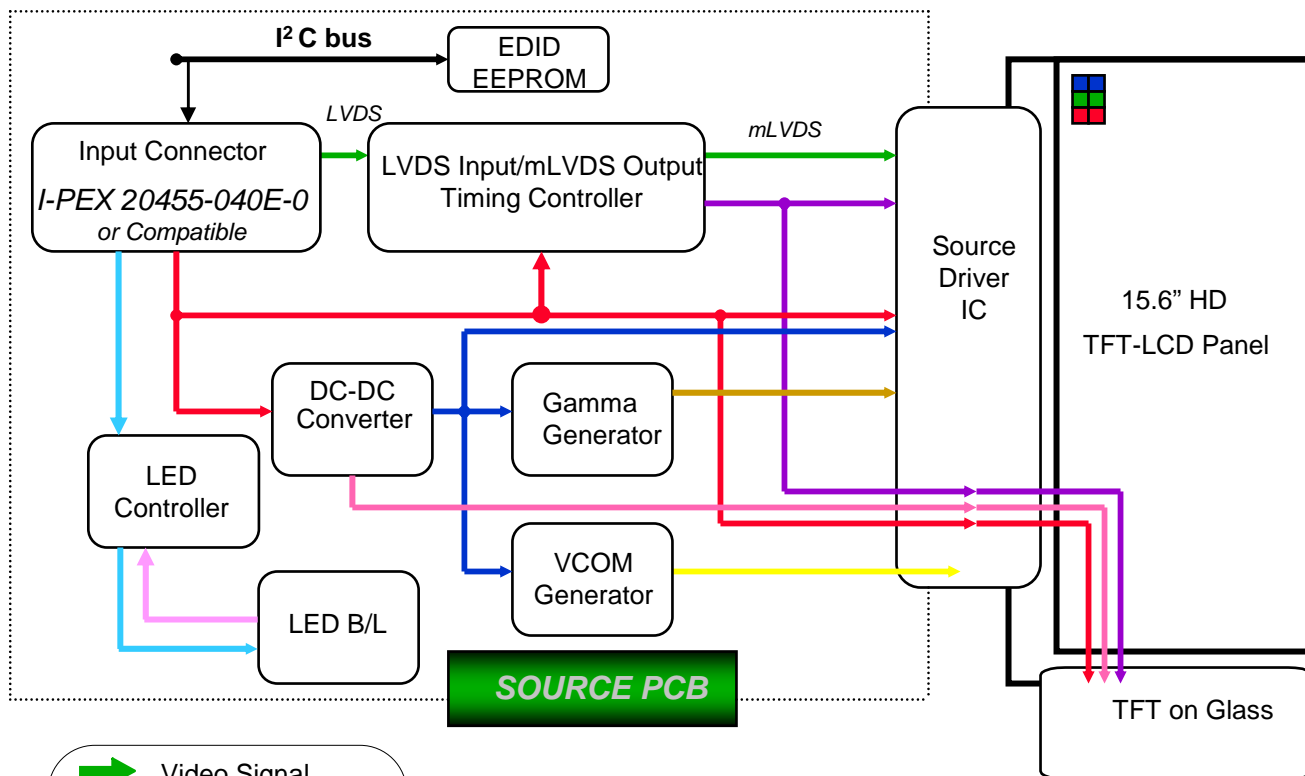 I² C bus
EDID
EEPROM
LVDS
mLVDS
Input Connector
I-PEX 20455-040E-0
or Compatible
LVDS Input/mLVDS Output
Timing Controller
Source
Driver
IC
15.6” HD
TFT-LCD Panel
DC-DC
Converter
Gamma
Generator
LED
Controller
VCOM
Generator
LED B/L
SOURCE PCB
TFT on Glass
Video Signal